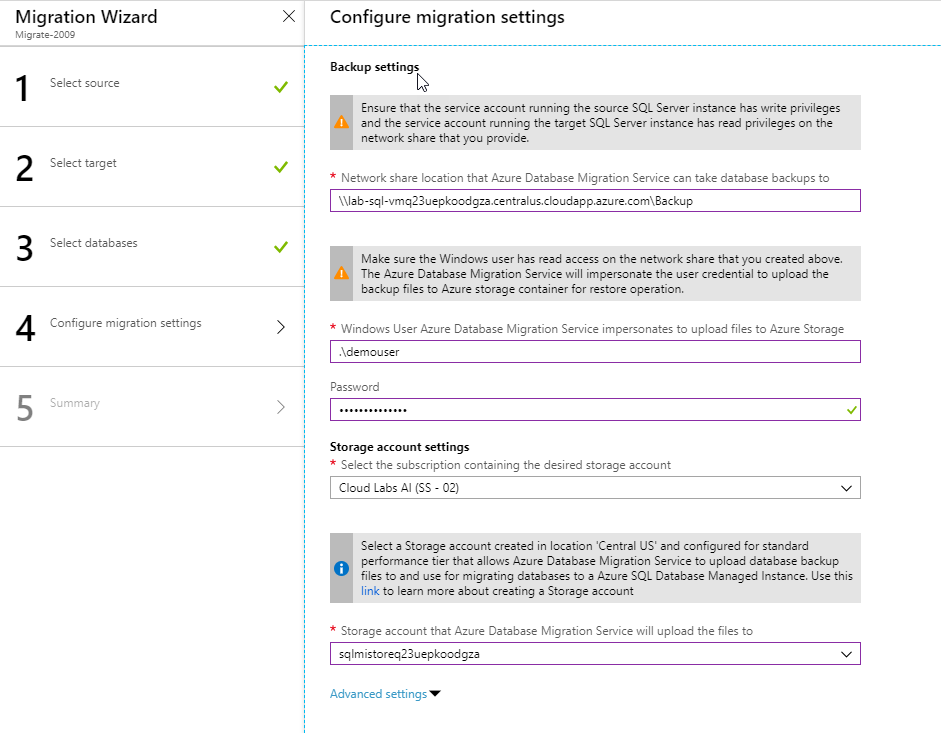 Migration Wizard
Migrate-2009
1 Select source
2 Select target
3 Select databases
4 Configure migration settings
5 Summary
Configure migration settings
Backup settings
Ensure that the service account running the source SQL Server instance has write privileges
and the service account running the target SQL Server instance has read privileges on the
network share that you provide.
* Network share location that Azure Database Migration Service can take database backups to
\\lab-sql-vmq23uepkoodgza.centralus.cloudapp.azure.com\Backup
Make sure the Windows user has read access on the network share that you created above.
The Azure Database Migration Service will impersonate the user credential to upload the
backup files to Azure storage container for restore operation.
* Windows User Azure Database Migration Service impersonates to upload files to Azure Storage
.\demouser
Password
••••••••••••••
Storage account settings
* Select the subscription containing the desired storage account
Cloud Labs AI (SS - 02)
Select a Storage account created in location 'Central US' and configured for standard
performance tier that allows Azure Database Migration Service to upload database backup
files to and use for migrating databases to a Azure SQL Database Managed Instance. Use this
link to learn more about creating a Storage account
* Storage account that Azure Database Migration Service will upload the files to
sqlmistoreq23uepkoodgza
Advanced settings